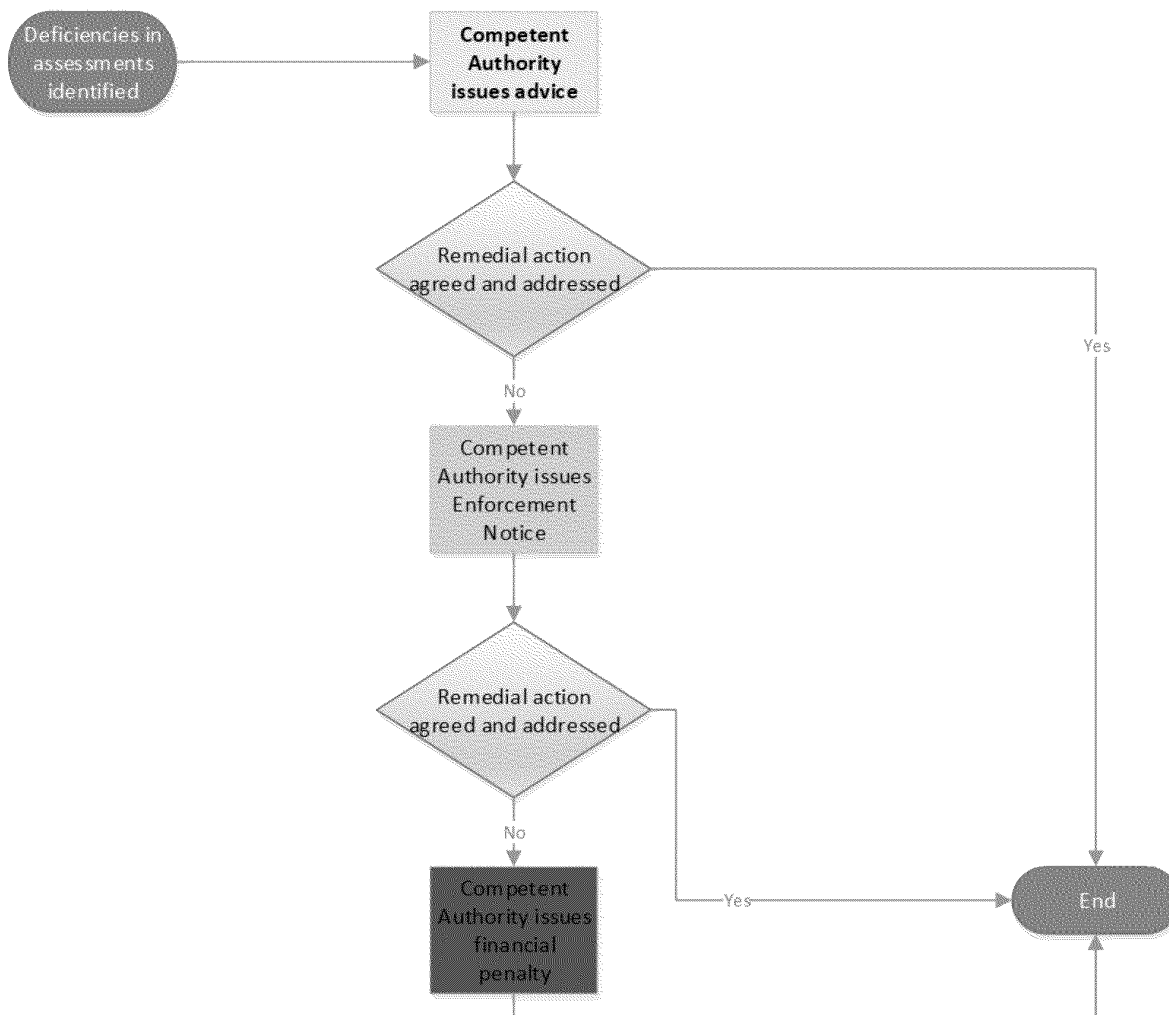 Deficiencies in
assessments
identified
Competent
Authority
issues advice
Remedial action
agreed and addressed
Yes
No
Competent
Authority issues
Enforcement
Notice
Remedial action
agreed and addressed
No
Competent
Authority issues
financial
penalty
Yes
End